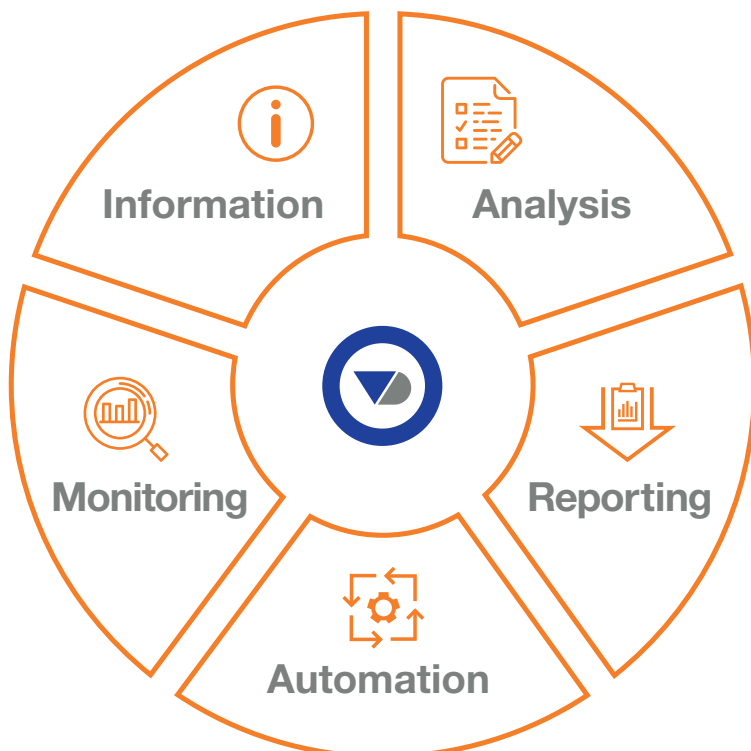 Information
Analysis
Monitoring
Reporting
Automation